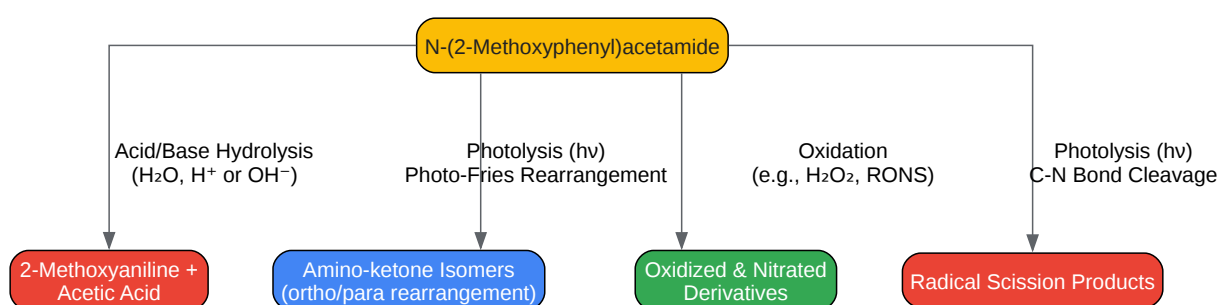 N-(2-Methoxyphenyl)acetamide
Acid/Base Hydrolysis
(H₂O, H⁺ or OH⁻)
Photolysis (hν)
Photo-Fries Rearrangement
Oxidation
(e.g., H₂O₂, RONS)
Photolysis (hν)
C-N Bond Cleavage
2-Methoxyaniline +
Acetic Acid
Amino-ketone Isomers
(ortho/para rearrangement)
Oxidized & Nitrated
Derivatives
Radical Scission Products